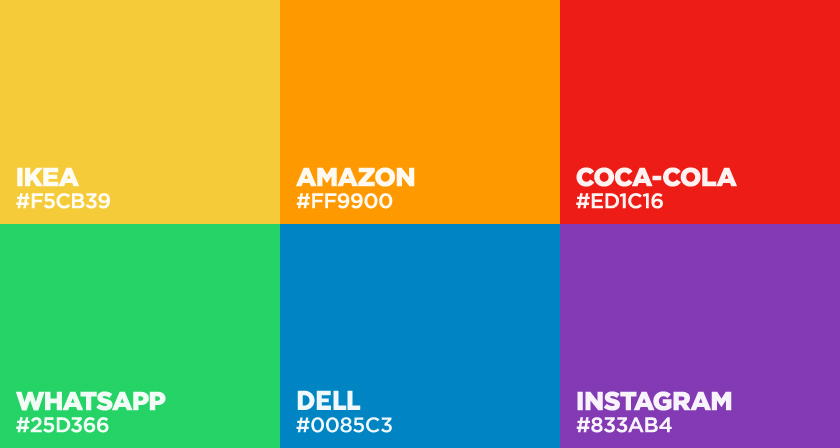 IKEA
#F5CB39
AMAZON
#FF9900
COCA-COLA
#ED1C16
WHATSAPP
#25D366
DELL
#0085C3
INSTAGRAM
#833AB4